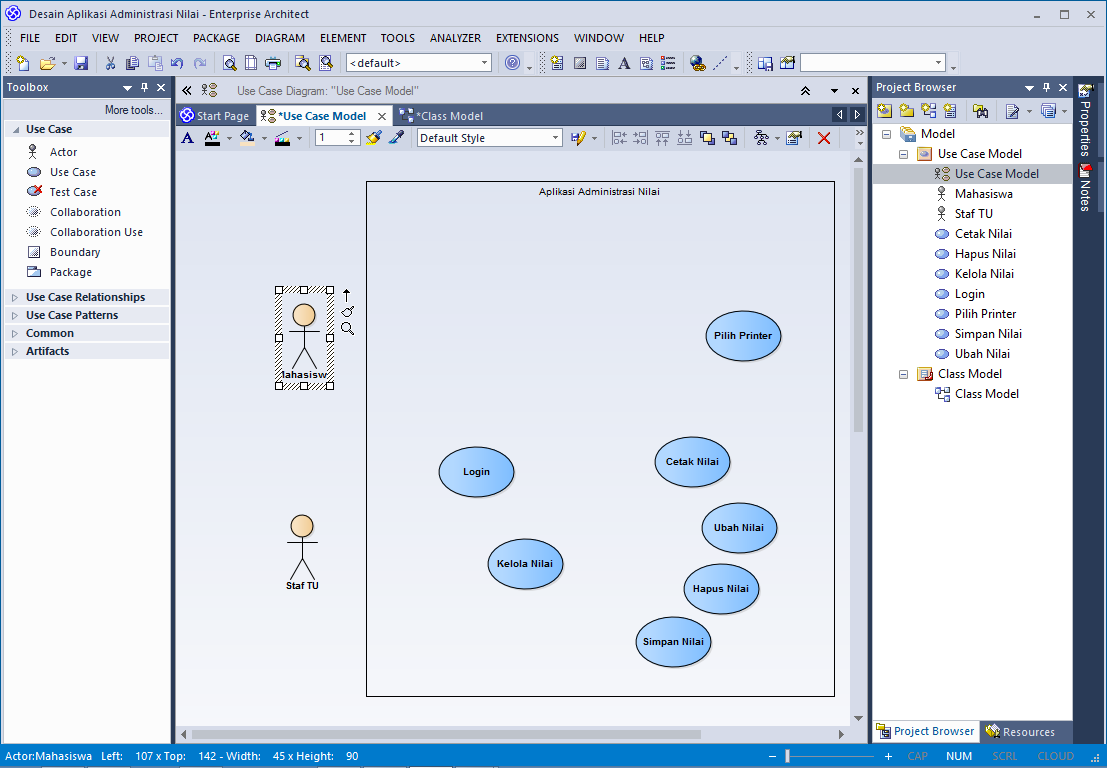 Desain Aplikasi Administrasi Nilai - Enterprise Architect
FILE EDIT VIEW PROJECT PACKAGE DIAGRAM ELEMENT TOOLS ANALYZER EXTENSIONS WINDOW HELP
<default>
Toolbox
More tools...
Use Case
Actor
Use Case
Test Case
Collaboration
Collaboration Use
Boundary
Package
Use Case Relationships
Use Case Patterns
Common
Artifacts
Use Case Diagram: "Use Case Model"
Start Page *Use Case Model *Class Model
1 Default Style
Aplikasi Administrasi Nilai
Mahasisw
Pilih Printer
Login
Cetak Nilai
Ubah Nilai
Kelola Nilai
Staf TU
Hapus Nilai
Simpan Nilai
Project Browser
Model
Use Case Model
Use Case Model
Mahasiswa
Staf TU
Cetak Nilai
Hapus Nilai
Kelola Nilai
Login
Pilih Printer
Simpan Nilai
Ubah Nilai
Class Model
Class Model
Project Browser Resources
Properties
Notes
Actor:Mahasiswa Left: 107 x Top: 142 - Width: 45 x Height: 90
CAP NUM SCRL CLOUD